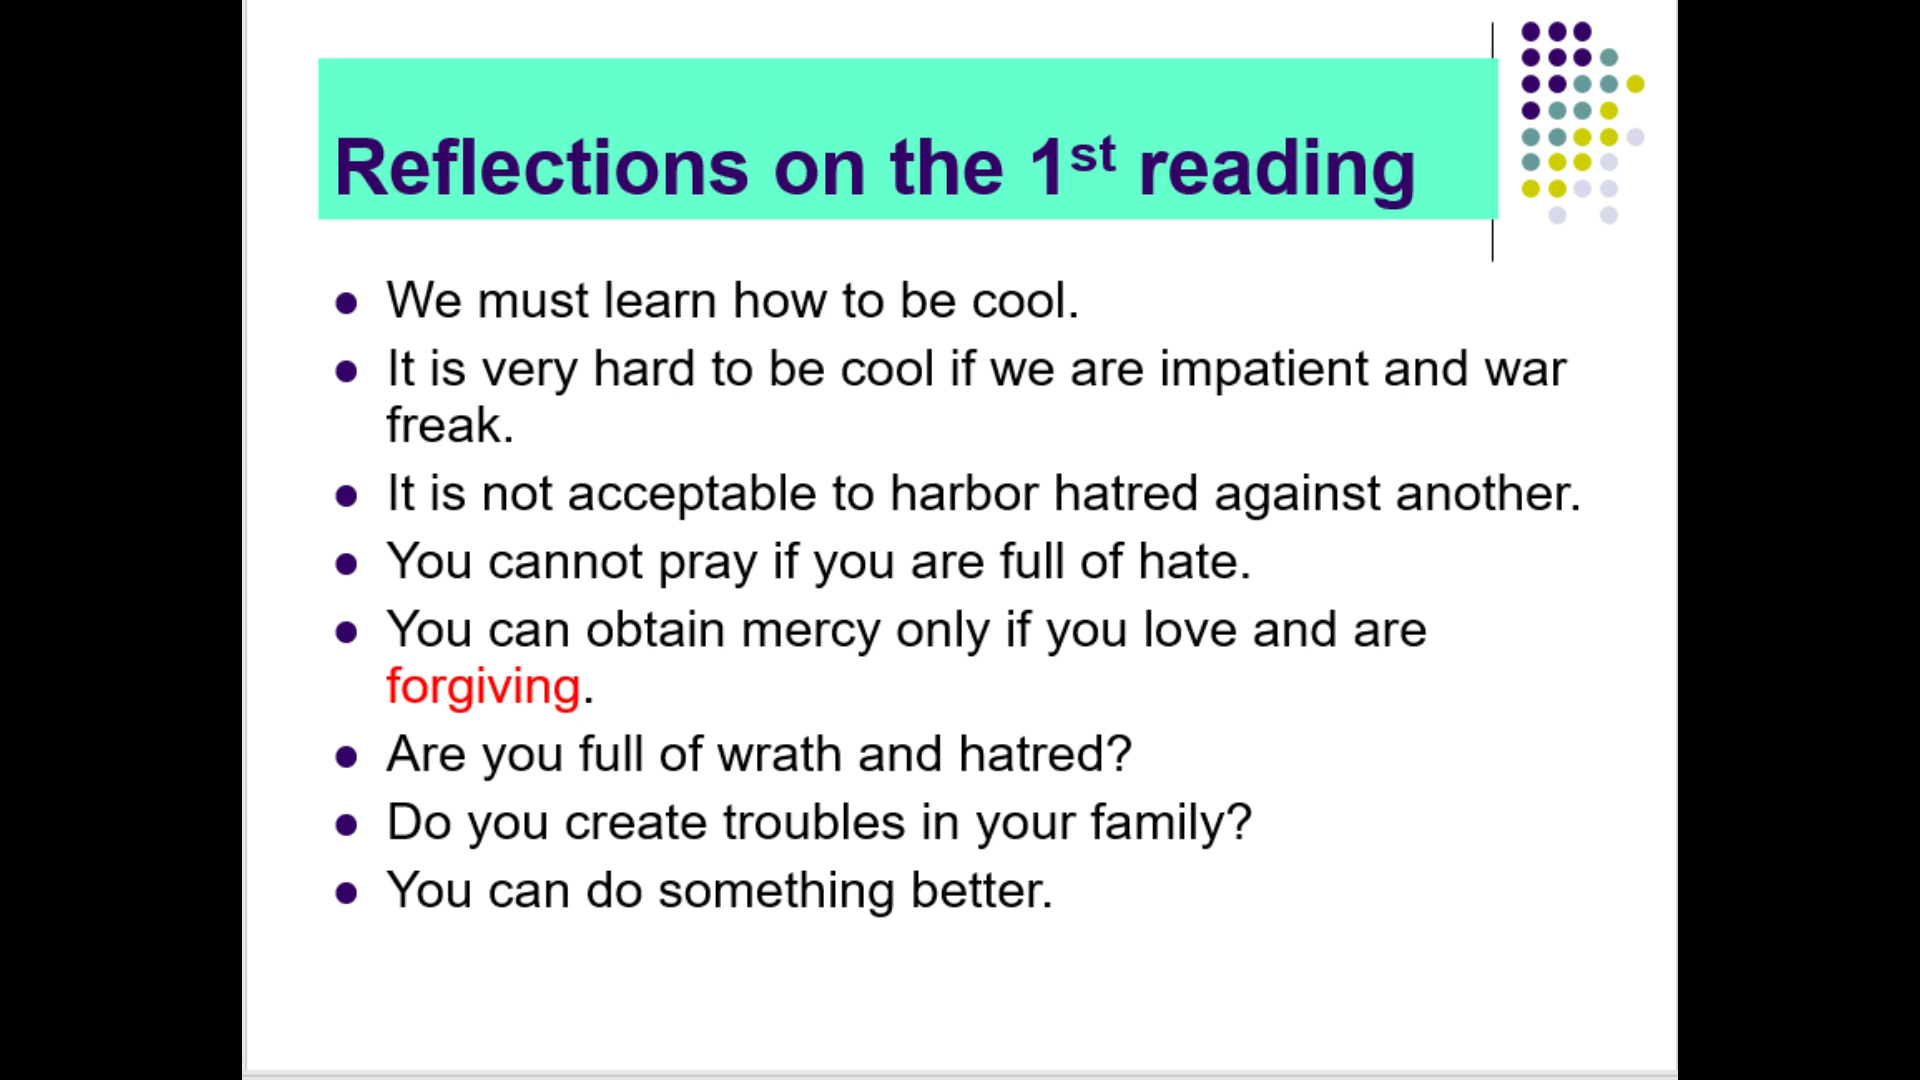 Reflections on the 1st reading
We must learn how to be cool.
It is very hard to be cool if we are impatient and war
freak.
It is not acceptable to harbor hatred against another.
You cannot pray if you are full of hate.
You can obtain mercy only if you love and are
forgiving.
Are you full of wrath and hatred?
Do you create troubles in your family?
You can do something better.